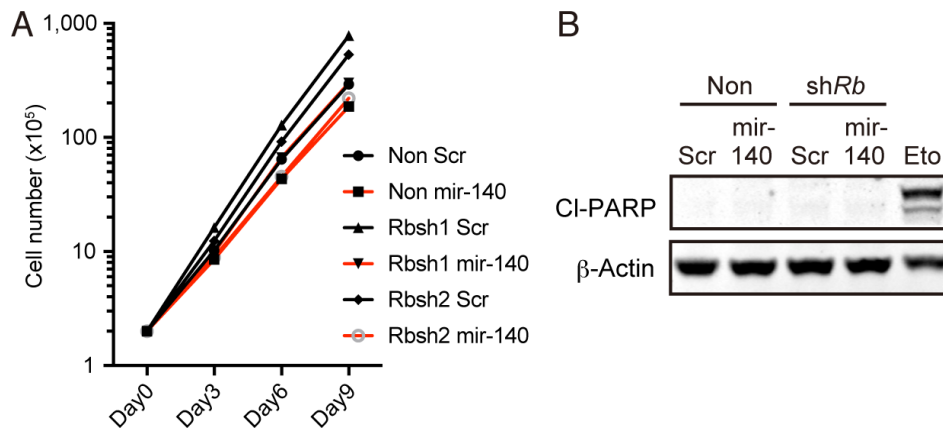 A
1,000
100
10
1
Cell number (x10⁵)
Day0
Day3
Day6
Day9
Non Scr
Non mir-140
Rbsh1 Scr
Rbsh1 mir-140
Rbsh2 Scr
Rbsh2 mir-140
B
Non shRb
mir- mir-
Scr 140 Scr 140 Eto
Cl-PARP
β-Actin